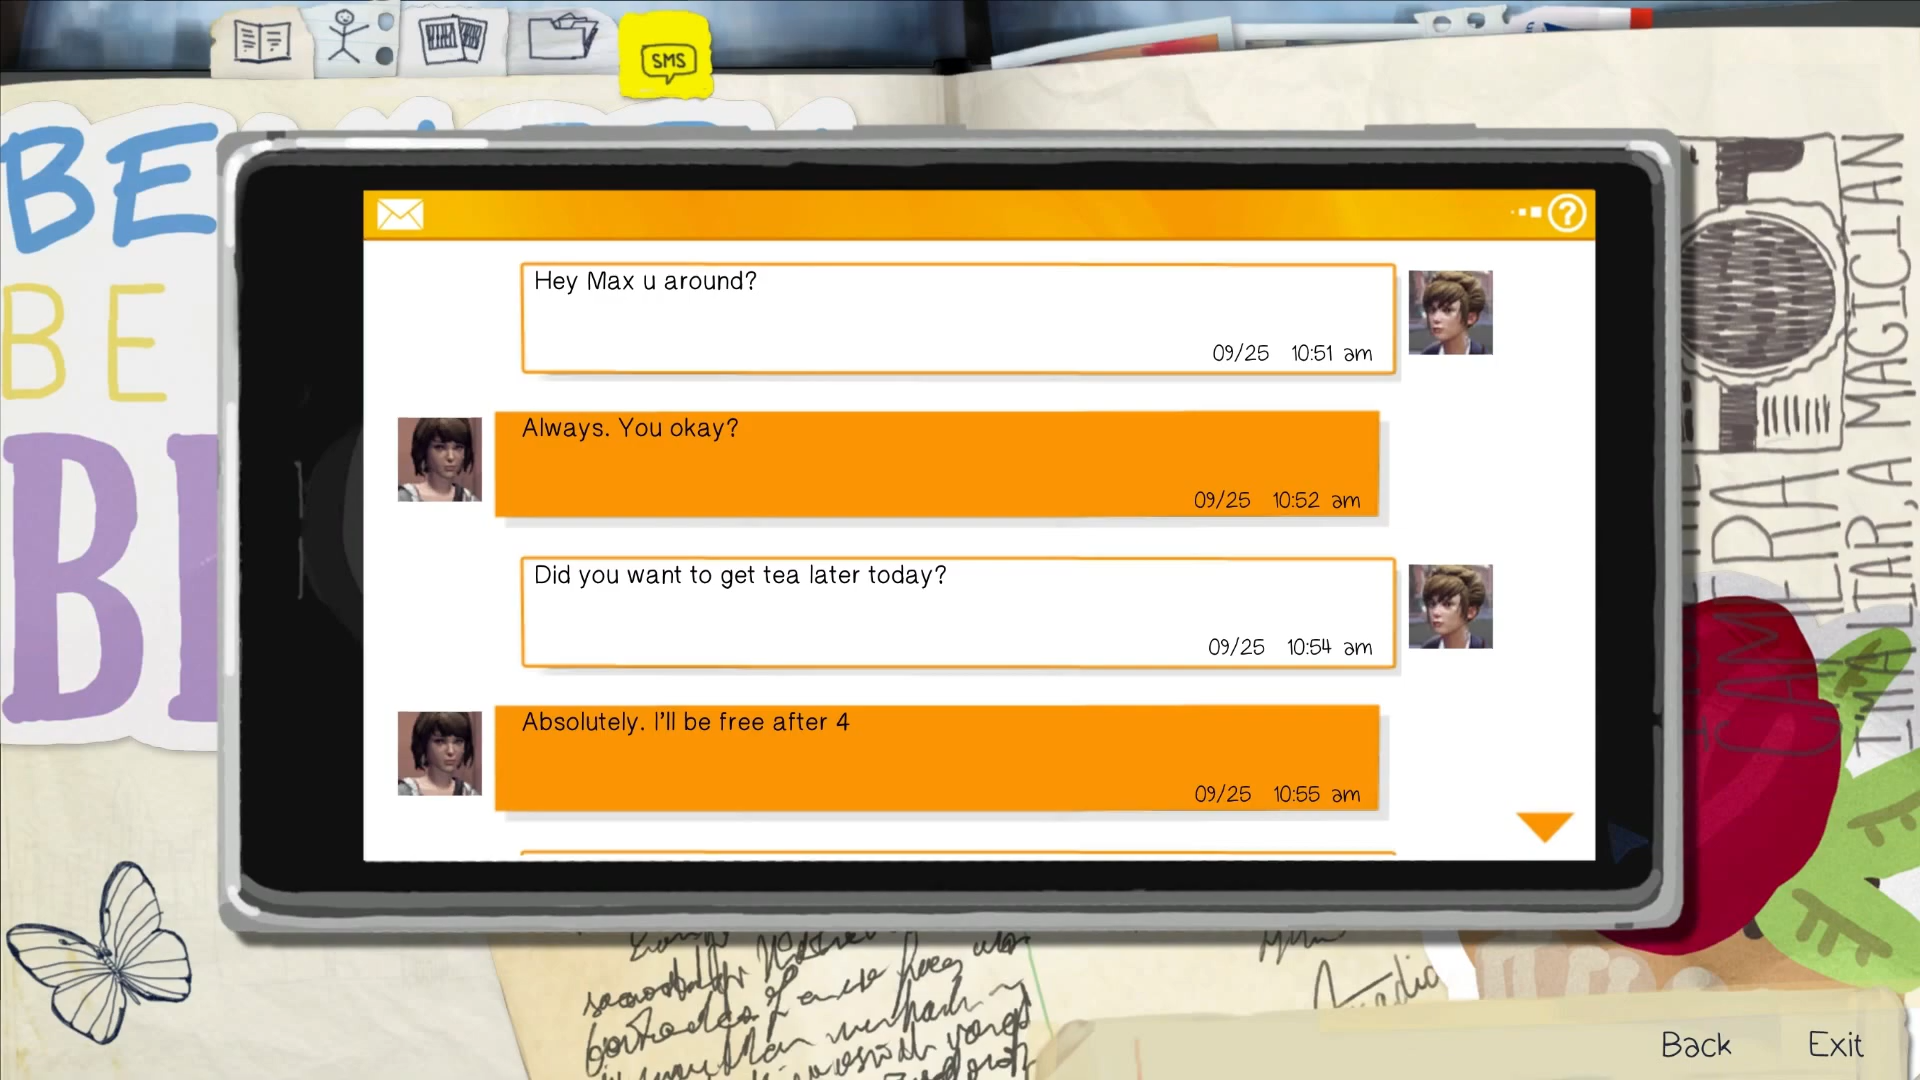 SMS
BE
BE
Hey Max u around?
09/25 10:51 am
Always. You okay?
09/25 10:52 am
Did you want to get tea later today?
09/25 10:54 am
Absolutely. I'll be free after 4
09/25 10:55 am
CAMERA
LIAR, A MAGICIAN
Back
Exit